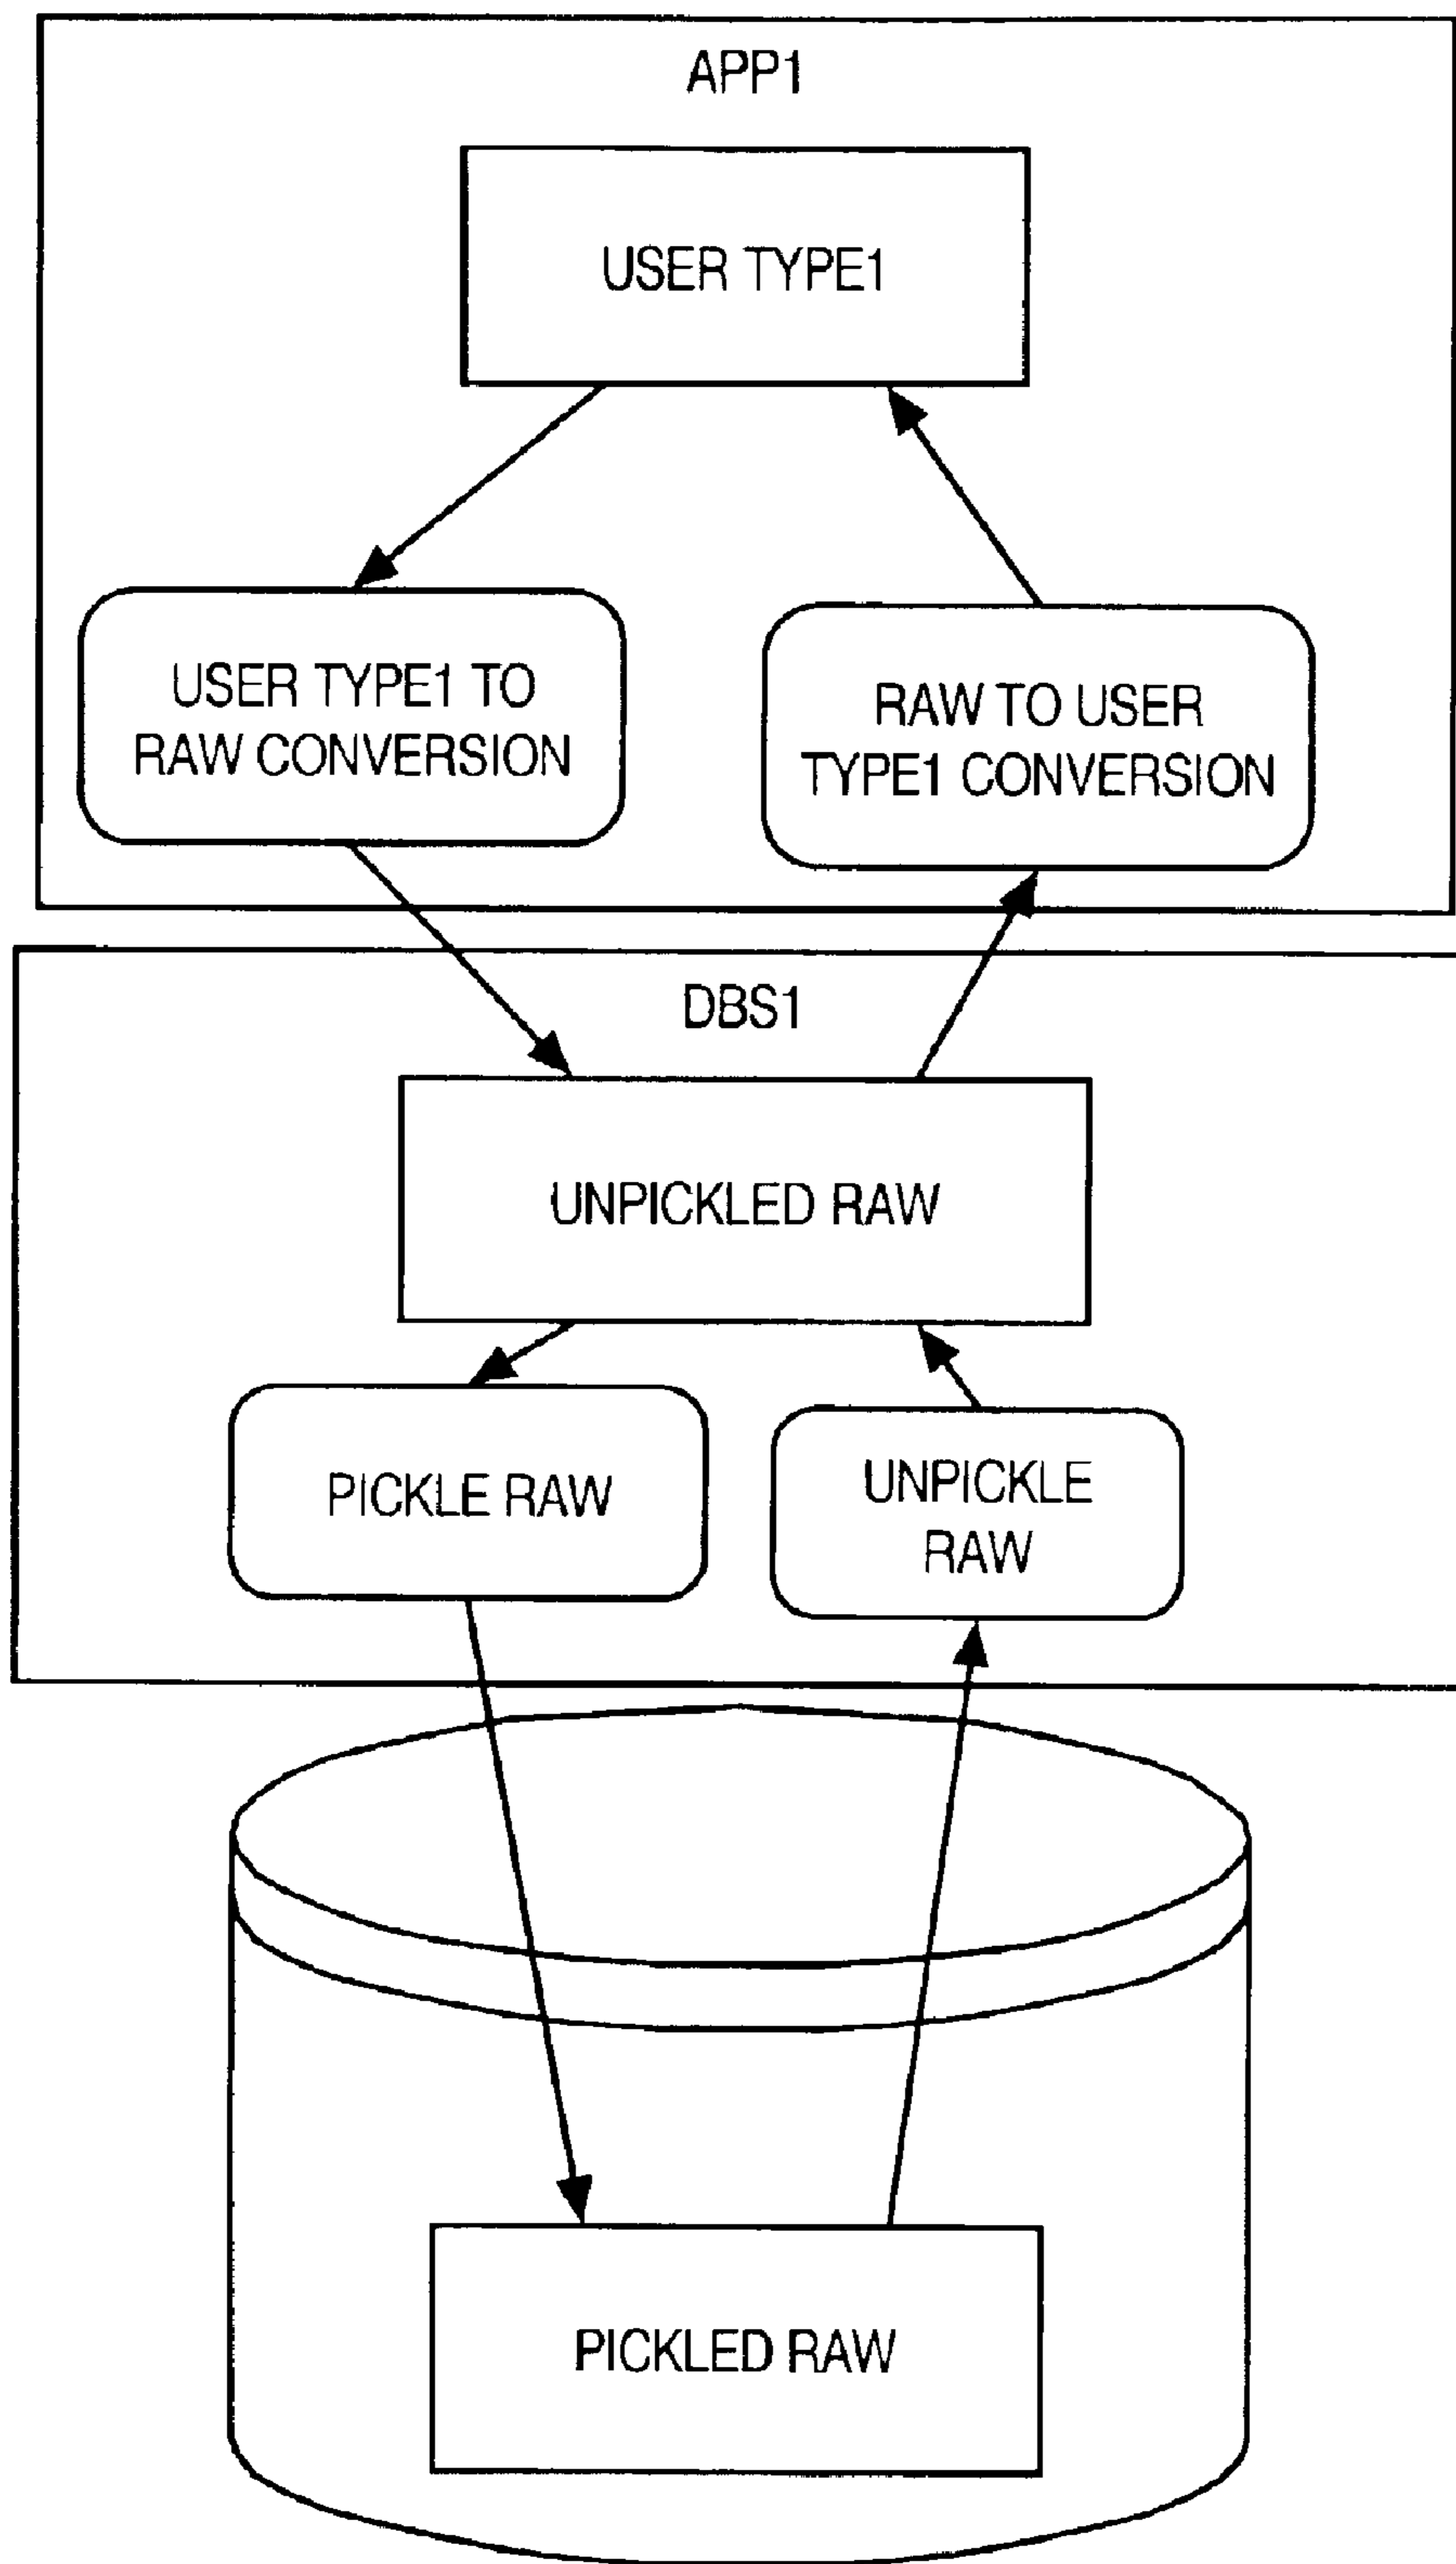 APP1
USER TYPE1
USER TYPE1 TO
RAW CONVERSION
RAW TO USER
TYPE1 CONVERSION
DBS1
UNPICKLED RAW
PICKLE RAW
UNPICKLE
RAW
PICKLED RAW